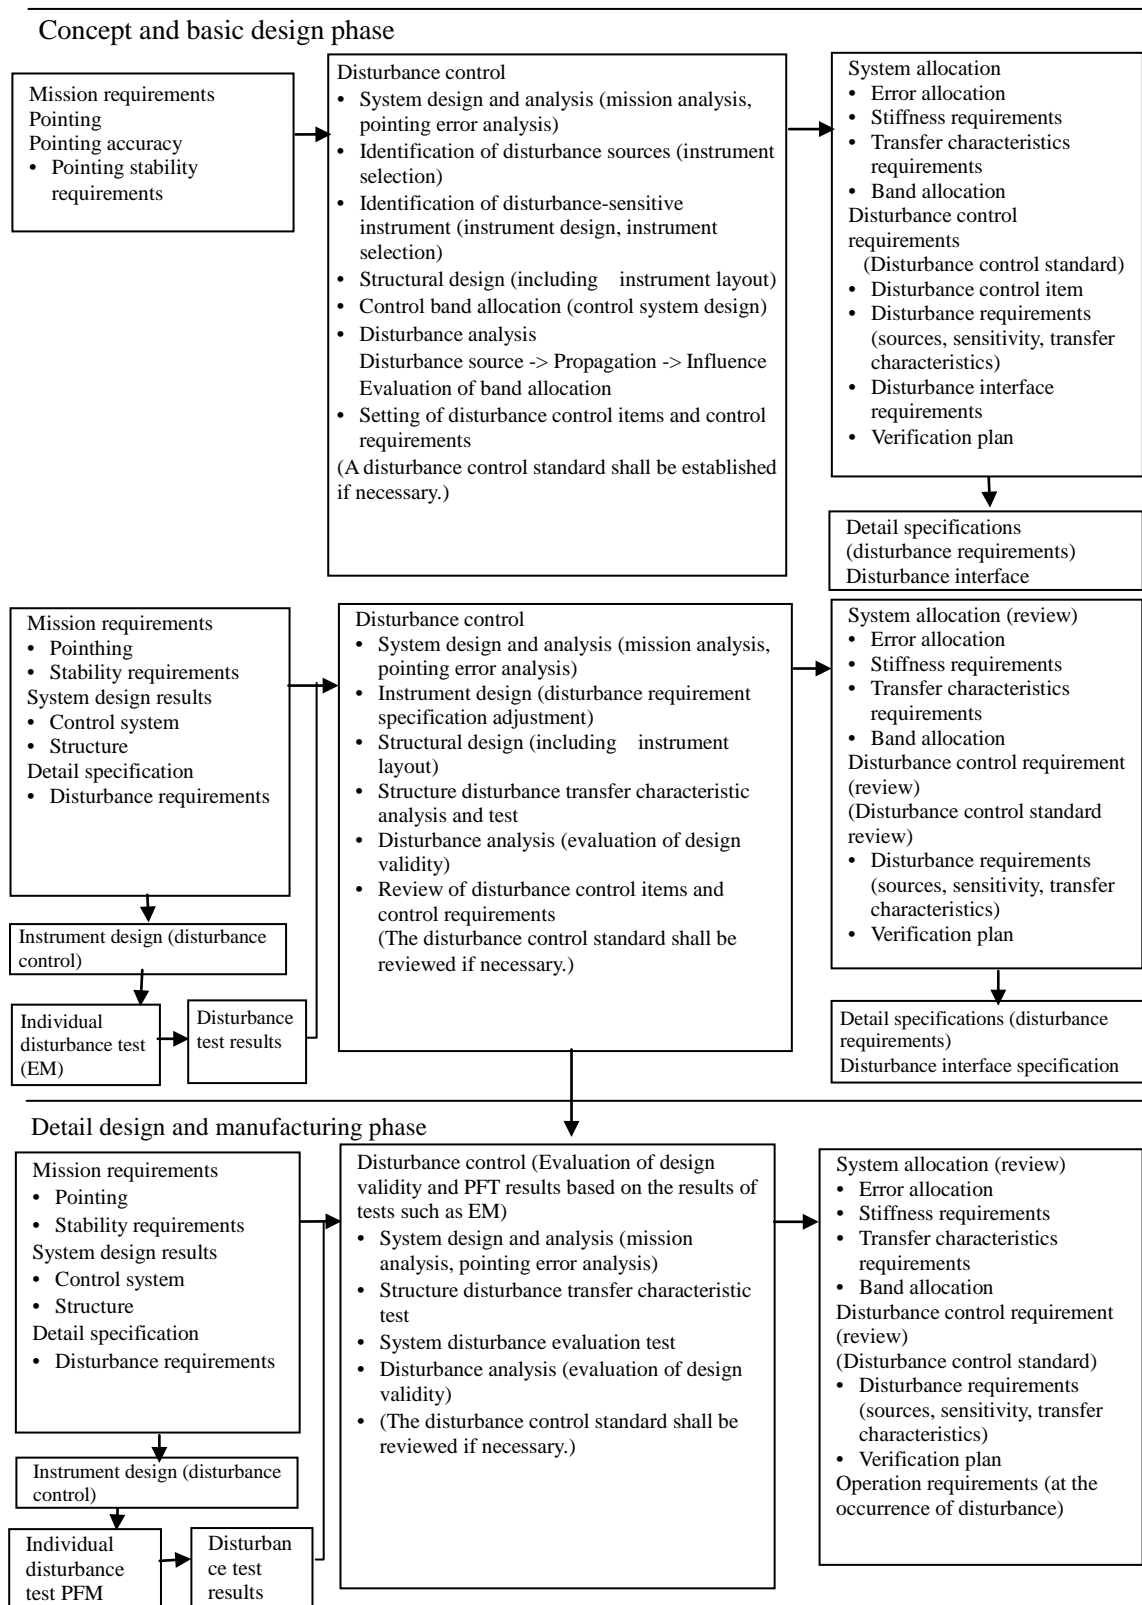 Concept and basic design phase
Mission requirements
Pointing
Pointing accuracy
• Pointing stability
requirements
Disturbance control
• System design and analysis (mission analysis,
pointing error analysis)
• Identification of disturbance sources (instrument
selection)
• Identification of disturbance-sensitive
instrument (instrument design, instrument
selection)
• Structural design (including instrument layout)
• Control band allocation (control system design)
• Disturbance analysis
Disturbance source -> Propagation -> Influence
Evaluation of band allocation
• Setting of disturbance control items and control
requirements
(A disturbance control standard shall be established
if necessary.)
System allocation
• Error allocation
• Stiffness requirements
• Transfer characteristics
requirements
• Band allocation
Disturbance control
requirements
(Disturbance control standard)
• Disturbance control item
• Disturbance requirements
(sources, sensitivity, transfer
characteristics)
• Disturbance interface
requirements
• Verification plan
Detail specifications
(disturbance requirements)
Disturbance interface
Mission requirements
• Pointhing
• Stability requirements
System design results
• Control system
• Structure
Detail specification
• Disturbance requirements
Instrument design (disturbance
control)
Individual
disturbance test
(EM)
Disturbance
test results
Disturbance control
• System design and analysis (mission analysis,
pointing error analysis)
• Instrument design (disturbance requirement
specification adjustment)
• Structural design (including instrument
layout)
• Structure disturbance transfer characteristic
analysis and test
• Disturbance analysis (evaluation of design
validity)
• Review of disturbance control items and
control requirements
(The disturbance control standard shall be
reviewed if necessary.)
System allocation (review)
• Error allocation
• Stiffness requirements
• Transfer characteristics
requirements
• Band allocation
Disturbance control requirement
(review)
(Disturbance control standard
review)
• Disturbance requirements
(sources, sensitivity, transfer
characteristics)
• Verification plan
Detail specifications (disturbance
requirements)
Disturbance interface specification
Detail design and manufacturing phase
Mission requirements
• Pointing
• Stability requirements
System design results
• Control system
• Structure
Detail specification
• Disturbance requirements
Instrument design (disturbance
control)
Individual
disturbance
test PFM
Disturban
ce test
results
Disturbance control (Evaluation of design
validity and PFT results based on the results of
tests such as EM)
• System design and analysis (mission
analysis, pointing error analysis)
• Structure disturbance transfer characteristic
test
• System disturbance evaluation test
• Disturbance analysis (evaluation of design
validity)
• (The disturbance control standard shall be
reviewed if necessary.)
System allocation (review)
• Error allocation
• Stiffness requirements
• Transfer characteristics
requirements
• Band allocation
Disturbance control requirement
(review)
(Disturbance control standard)
• Disturbance requirements
(sources, sensitivity, transfer
characteristics)
• Verification plan
Operation requirements (at the
occurrence of disturbance)